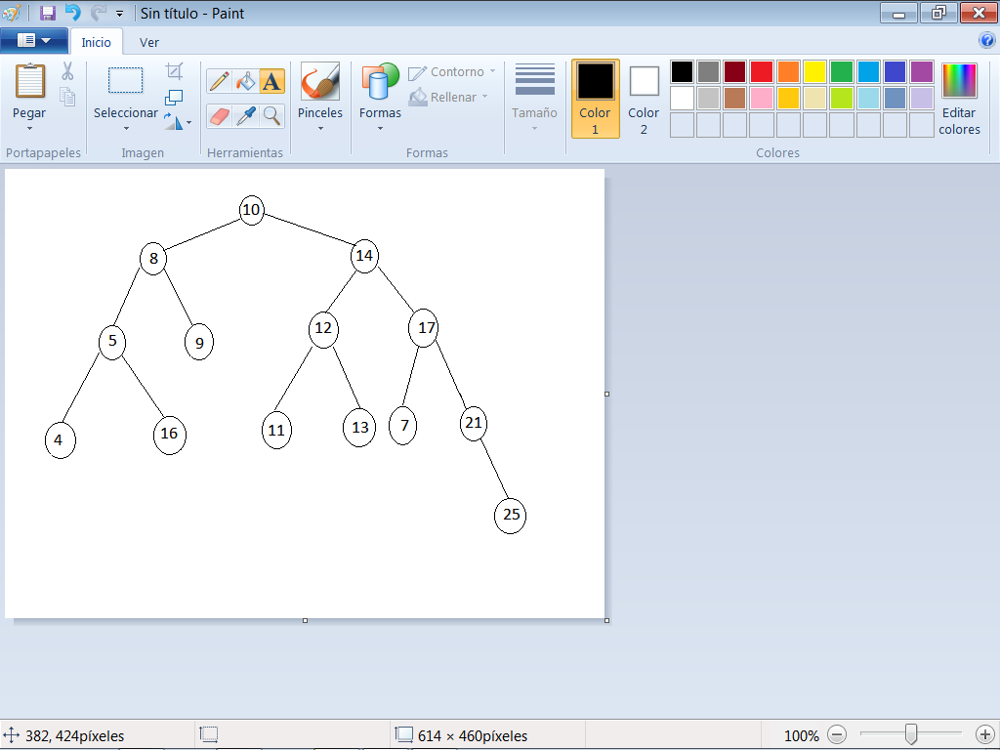 Sin título - Paint
Inicio Ver
Pegar
Seleccionar
Pinceles
Formas
Contorno
Rellenar
Tamaño
Color 1
Color 2
Editar colores
Portapapeles
Imagen
Herramientas
Formas
Colores
10
8 14
5 9 12 17
4 16 11 13 7 21
25
382, 424píxeles
614 × 460píxeles
100%